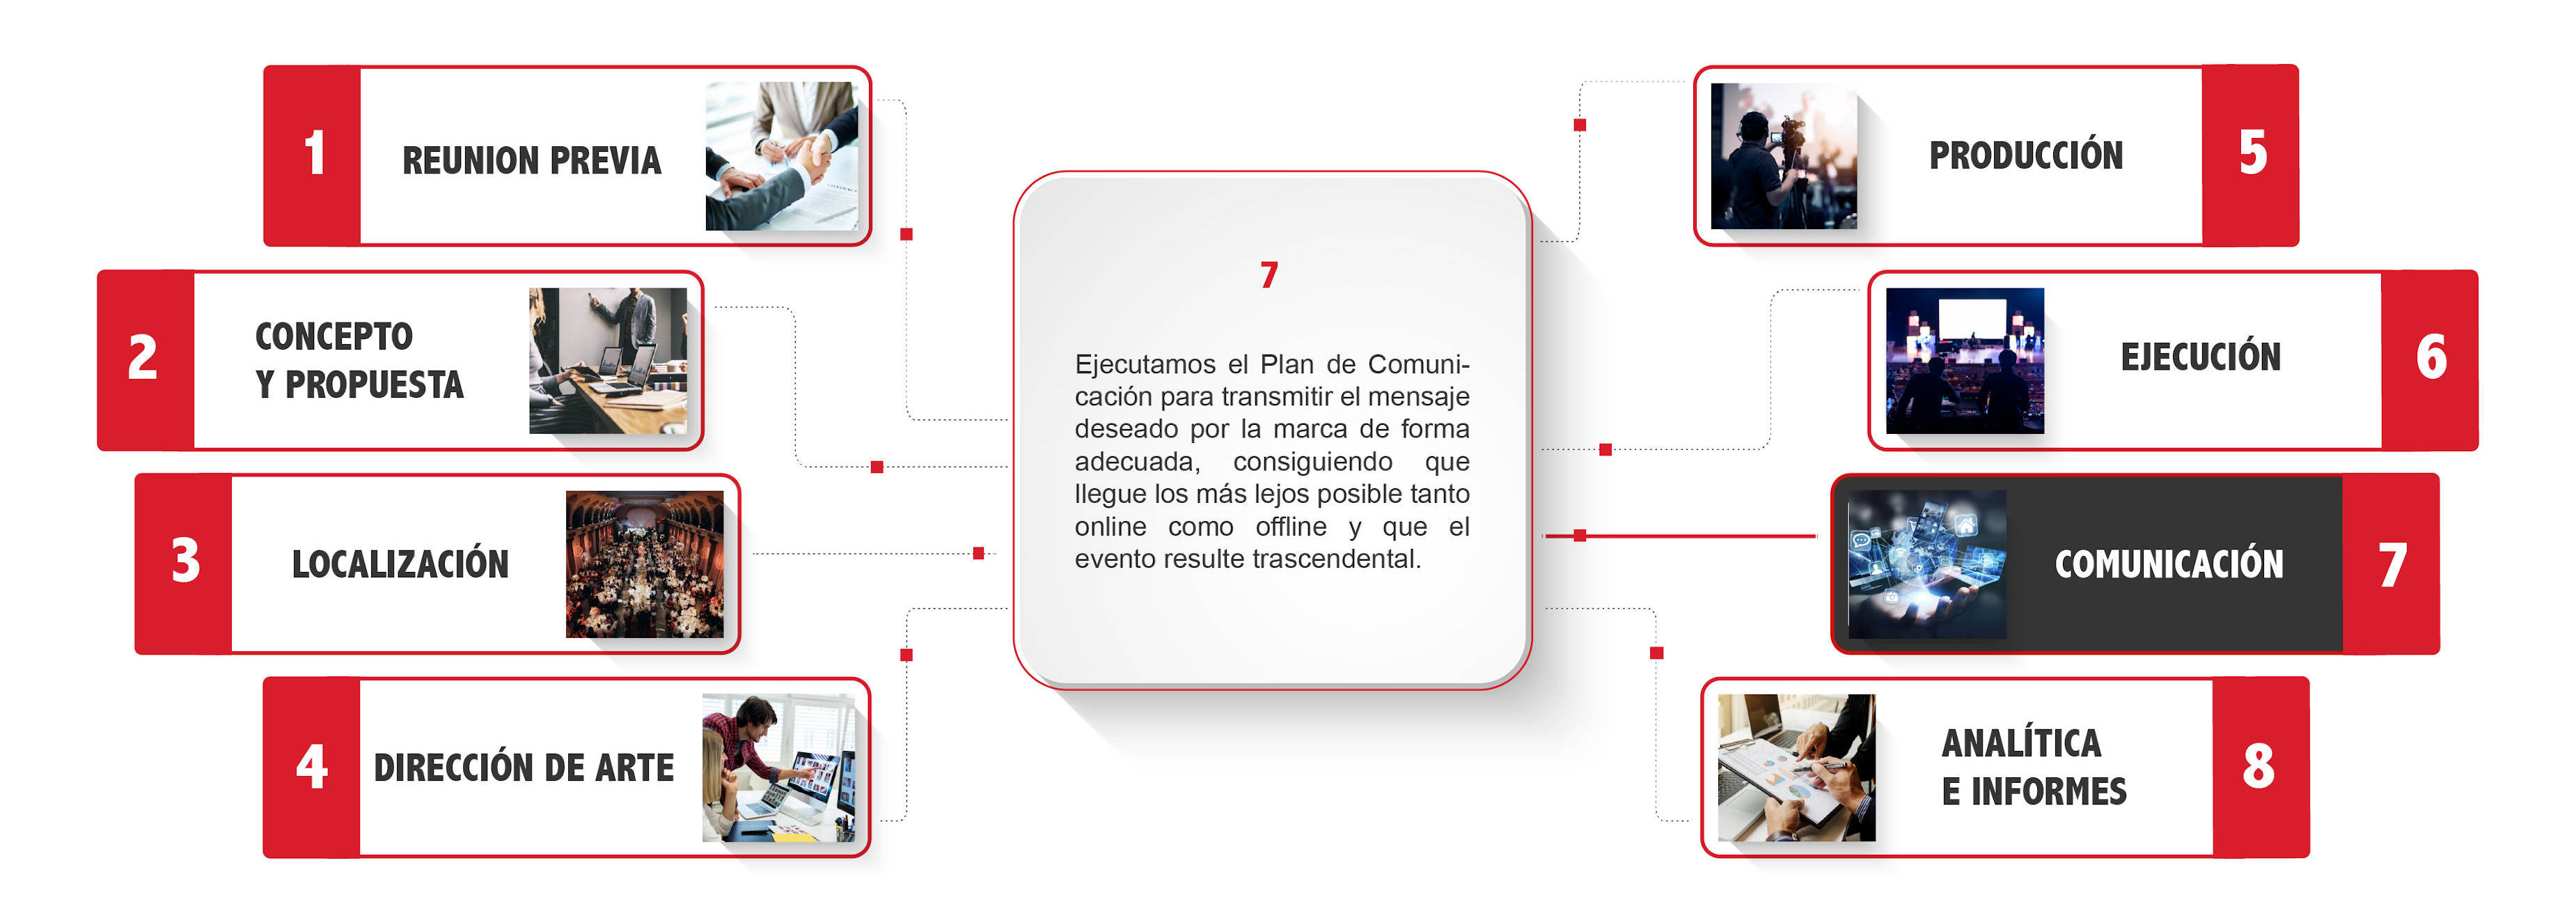 1
REUNION PREVIA
2
CONCEPTO
Y PROPUESTA
3
LOCALIZACIÓN
4
DIRECCIÓN DE ARTE
7
Ejecutamos el Plan de Comuni-
cación para transmitir el mensaje
deseado por la marca de forma
adecuada, consiguiendo que
llegue los más lejos posible tanto
online como offline y que el
evento resulte trascendental.
PRODUCCIÓN
5
EJECUCIÓN
6
COMUNICACIÓN
7
ANALÍTICA
E INFORMES
8